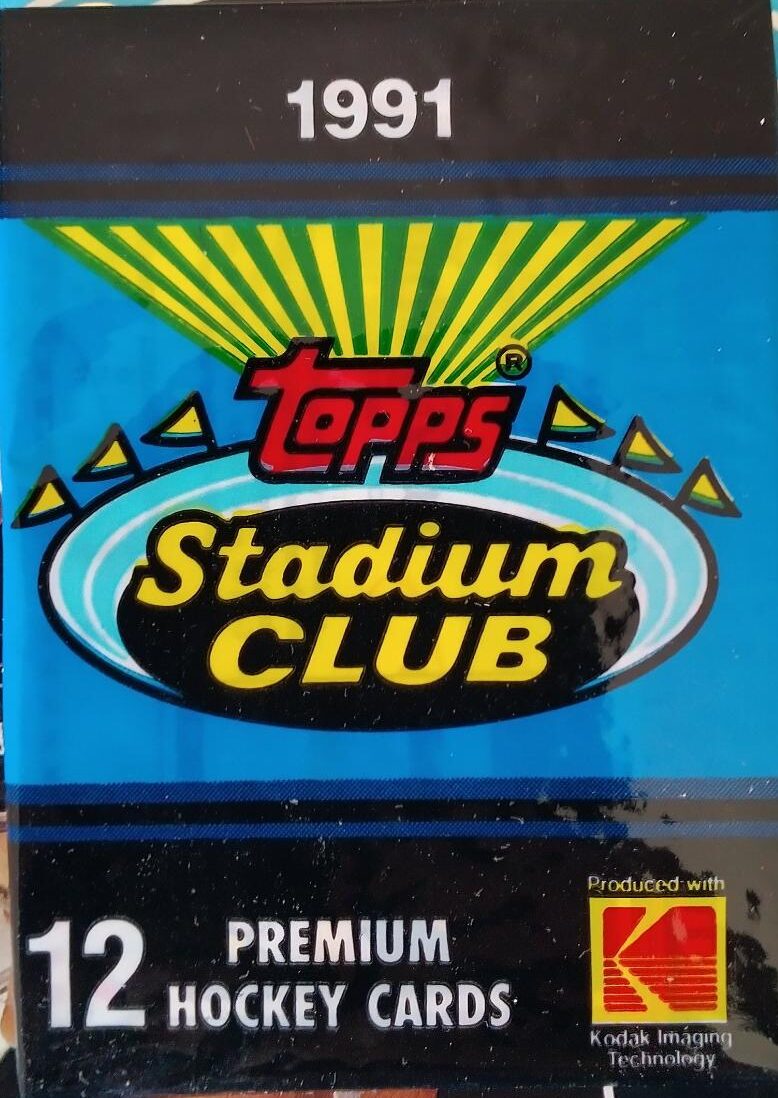 1991
TOPPS
®
Stadium
CLUB
12 PREMIUM
HOCKEY CARDS
Produced with
K
Kodak Imaging
Technology